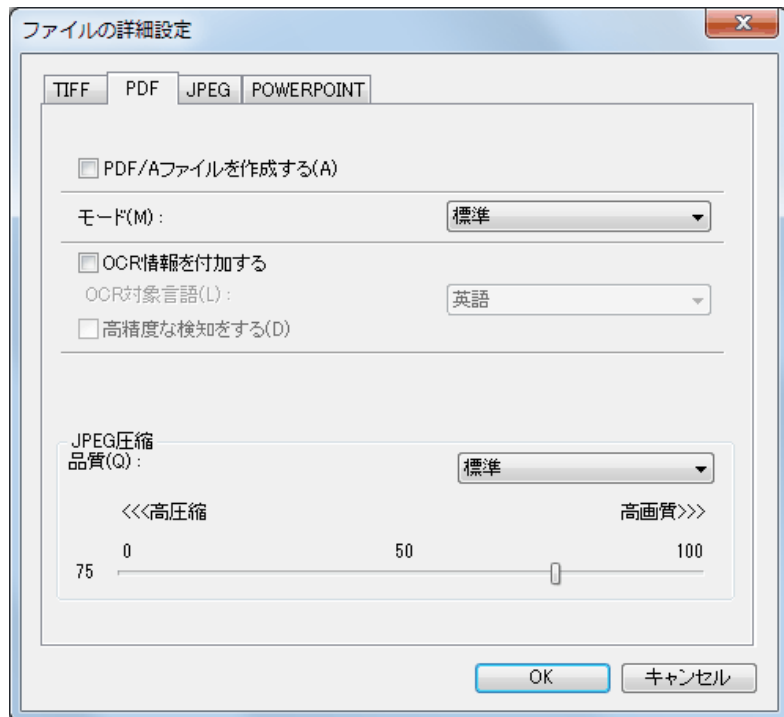 ファイルの詳細設定
TIFF PDF JPEG POWERPOINT
PDF/Aファイルを作成する(A)
モード(M) : 標準
OCR情報を付加する
OCR対象言語(L) : 英語
高精度な検知をする(D)
JPEG圧縮
品質(Q) : 標準
<<<高圧縮 高画質>>>
0 50 100
75
OK キャンセル